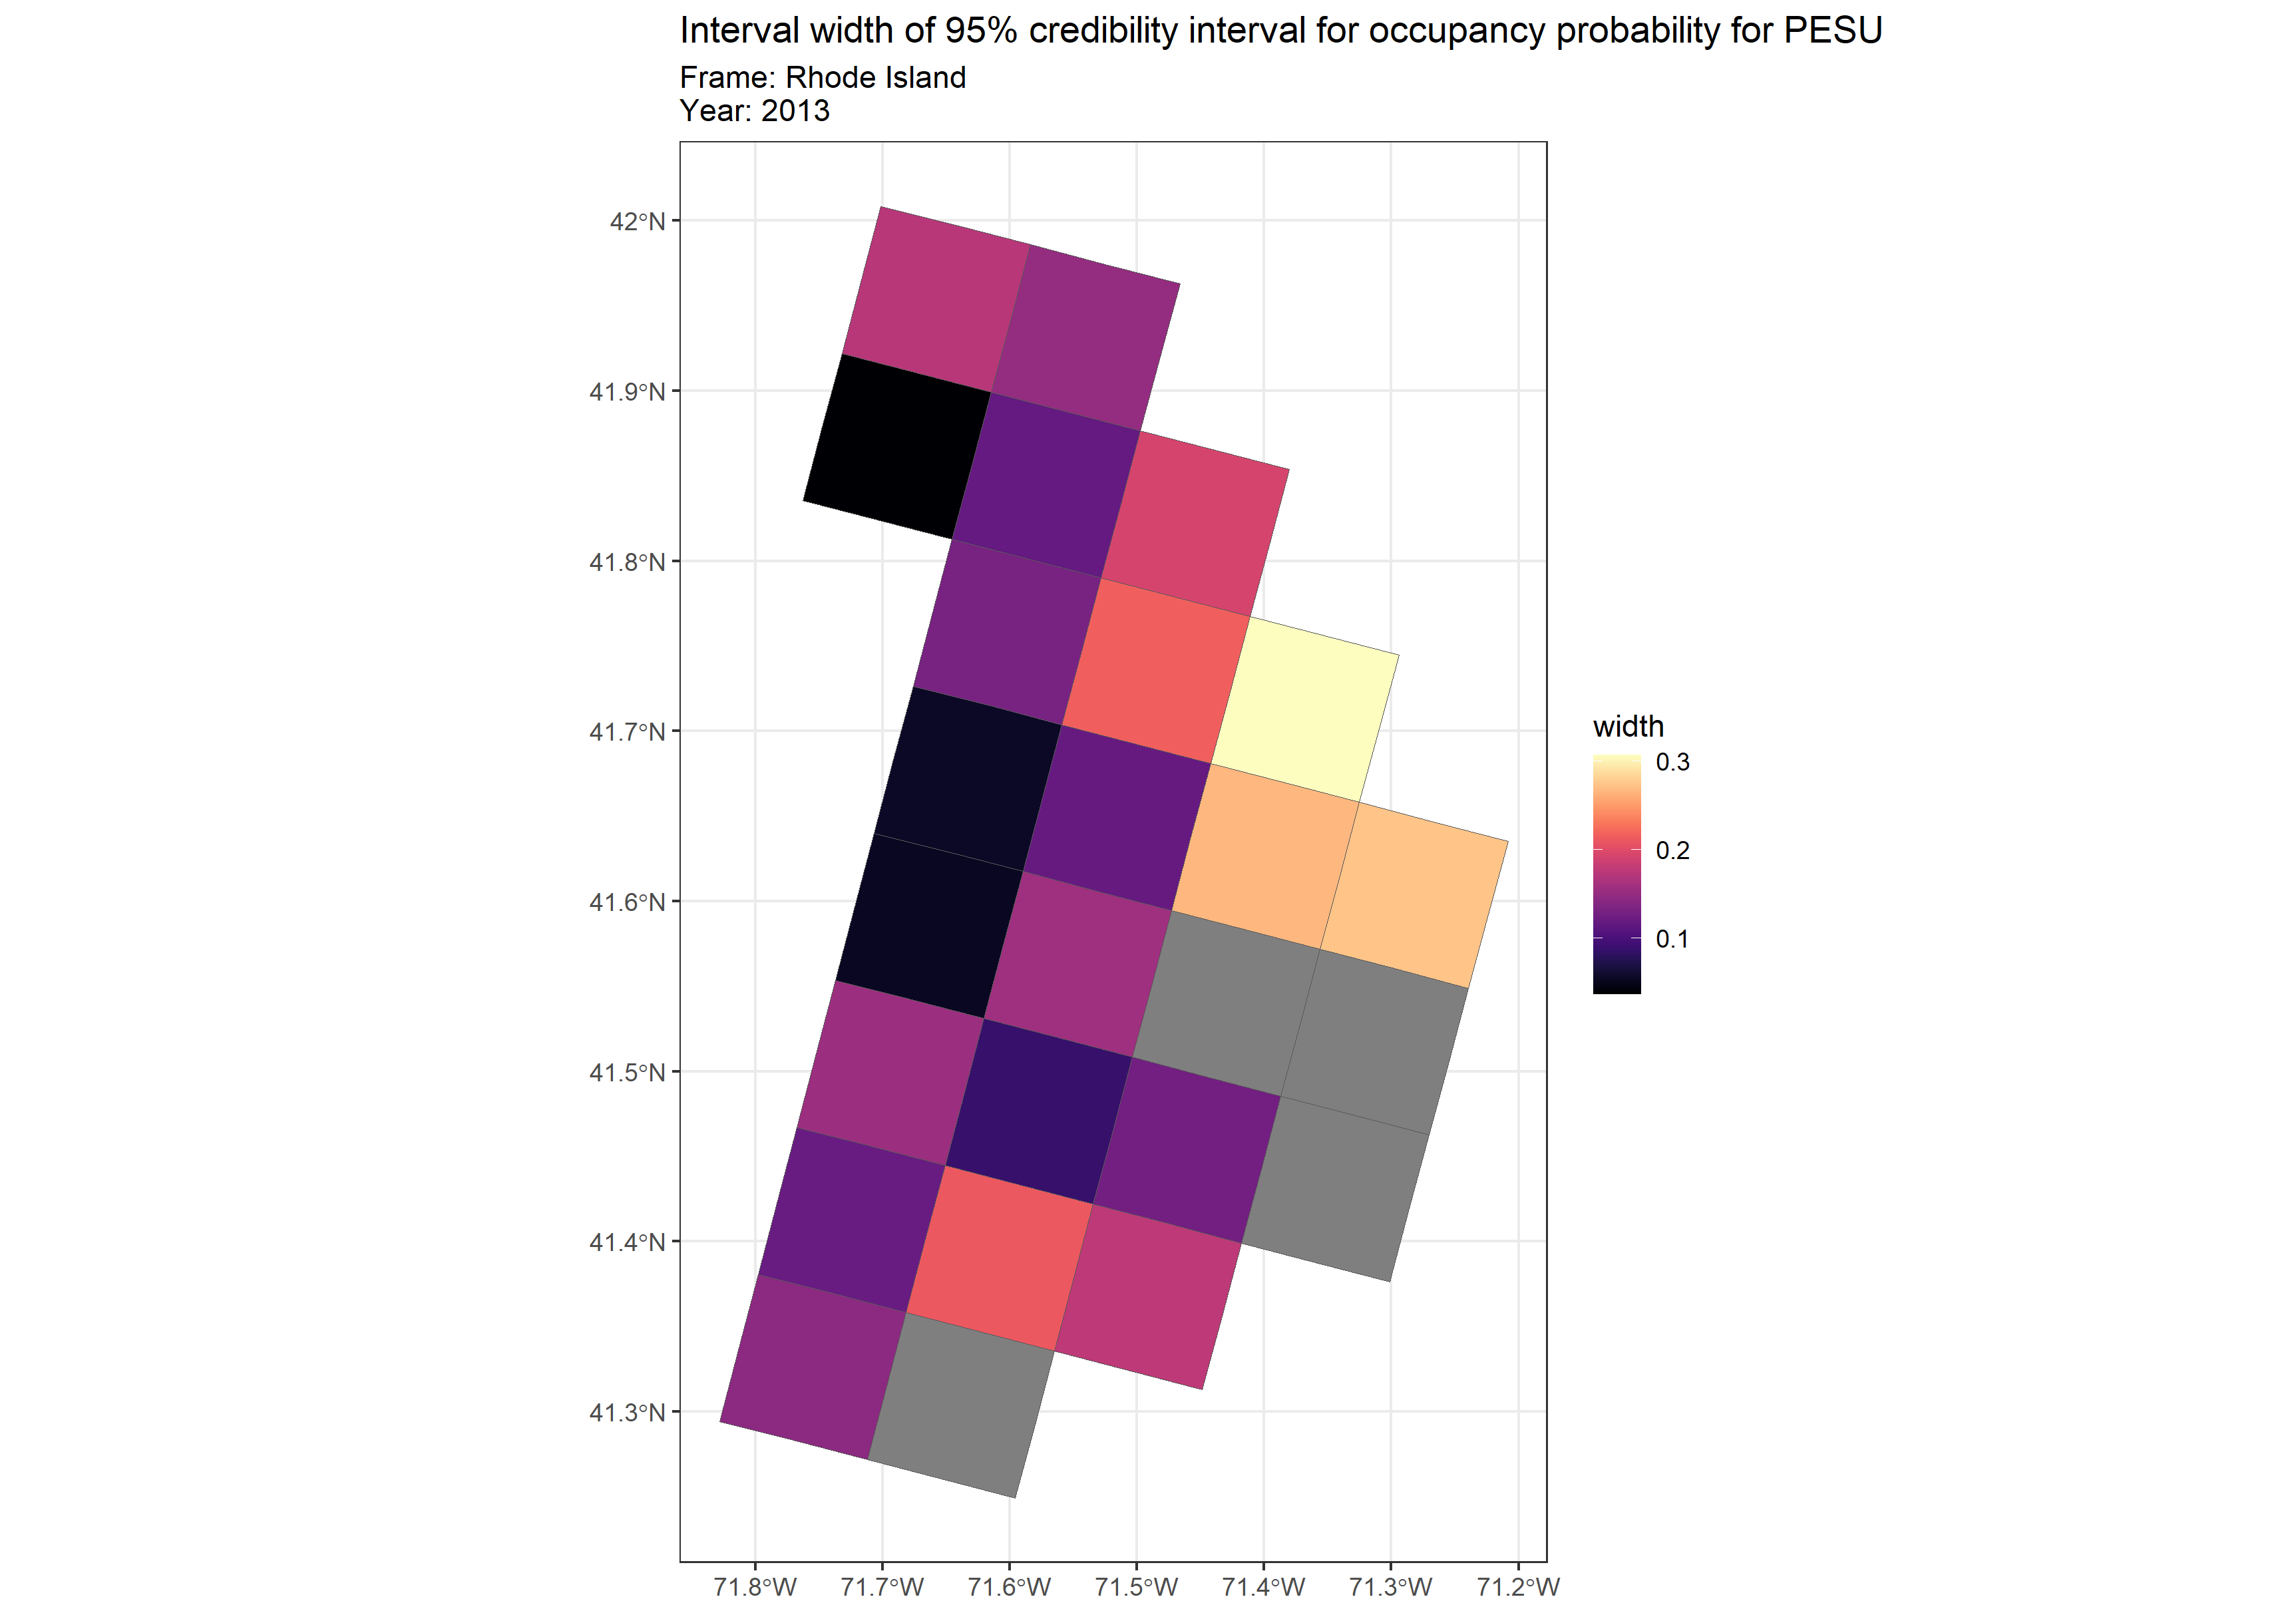 Interval width of 95% credibility interval for occupancy probability for PESU
Frame: Rhode Island
Year: 2013
42°N
41.9°N
41.8°N
41.7°N
41.6°N
41.5°N
41.4°N
41.3°N
71.8°W 71.7°W 71.6°W 71.5°W 71.4°W 71.3°W 71.2°W
width
0.3
0.2
0.1